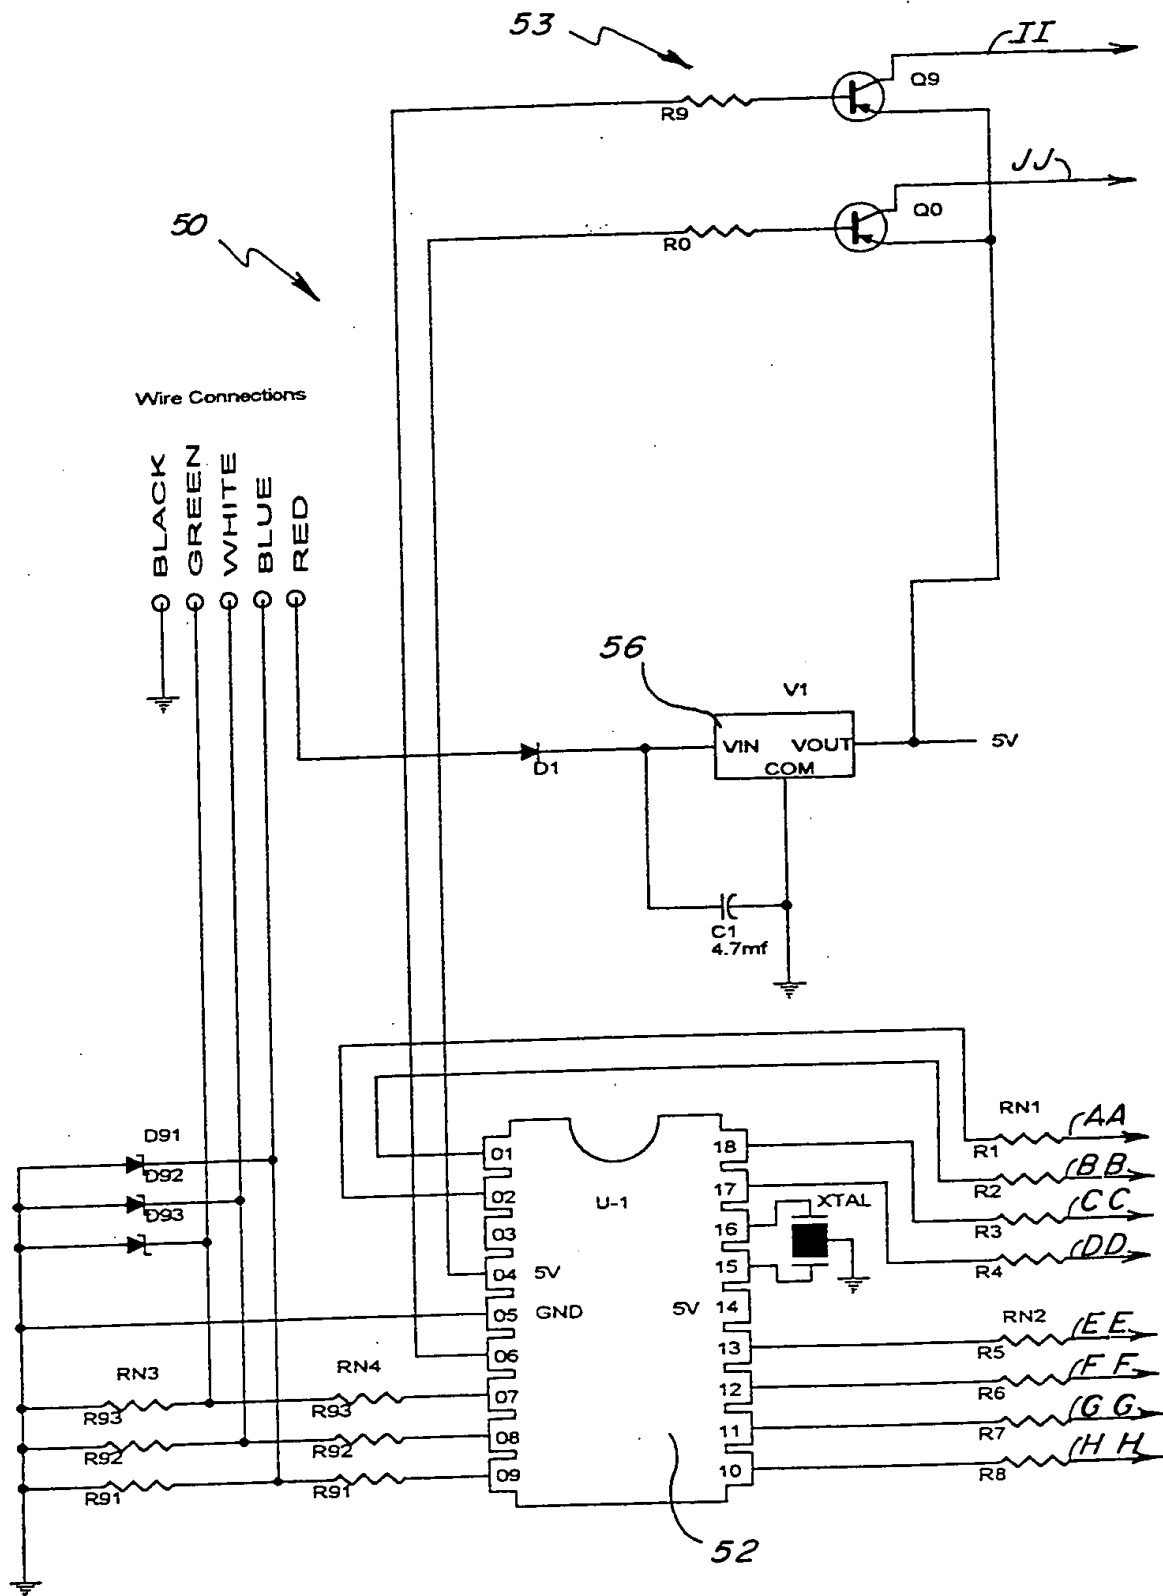 53
II
Q9
R9
JJ
Q0
R0
50
Wire Connections
BLACK
GREEN
WHITE
BLUE
RED
56
V1
VIN
VOUT
5V
COM
D1
C1
4.7mf
RN1
AA
R1
BB
R2
CC
R3
DD
R4
D91
D92
D93
01
18
02
17
U-1
XTAL
03
16
04
5V
15
05
GND
5V
14
06
13
RN2
EE
R5
RN3
RN4
07
12
FF
R6
R93
R93
08
11
GG
R7
R92
R92
09
10
HH
R8
R91
R91
52